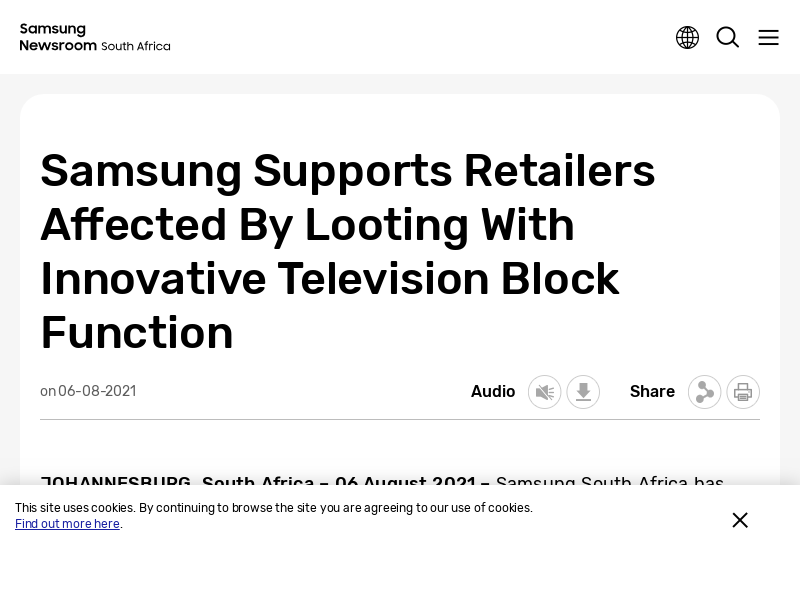 Samsung
Newsroom South Africa
Samsung Supports Retailers
Affected By Looting With
Innovative Television Block
Function
on 06-08-2021
Audio
Share
JOHANNESBURG, South Africa – 06 August 2021 – Samsung South Africa has
This site uses cookies. By continuing to browse the site you are agreeing to our use of cookies.
Find out more here.